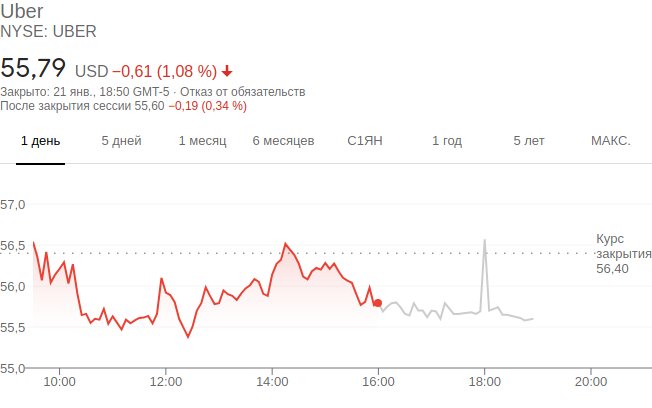 Uber
NYSE: UBER
55,79 USD −0,61 (1,08 %)
Закрыто: 21 янв., 18:50 GMT-5 · Отказ от обязательств
После закрытия сессии 55,60 −0,19 (0,34 %)
1 день 5 дней 1 месяц 6 месяцев С1ЯН 1 год 5 лет МАКС.
57,0
56,5
56,0
55,5
55,0
Курс
закрытия
56,40
10:00 12:00 14:00 16:00 18:00 20:00